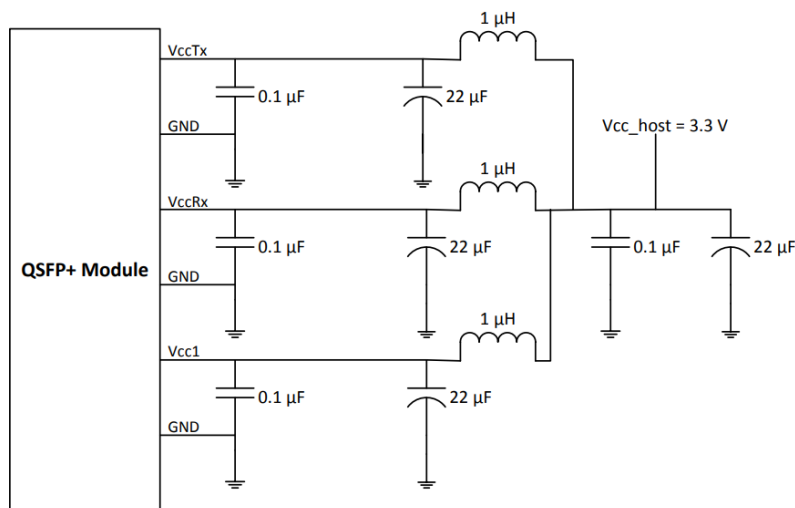 1 µH
VccTx
0.1 µF
22 µF
GND
Vcc_host = 3.3 V
1 µH
VccRx
0.1 µF
22 µF
0.1 µF
22 µF
QSFP+ Module
GND
1 µH
Vcc1
0.1 µF
22 µF
GND